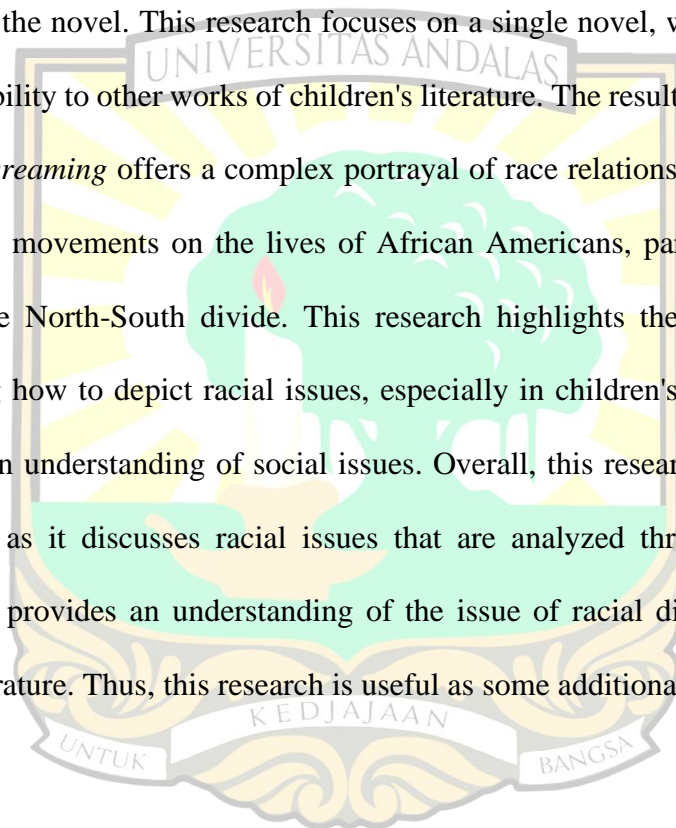 the novel. This research focuses on a single novel, w
UNIVERSITAS ANDALAS
bility to other works of children's literature. The result
reaming offers a complex portrayal of race relations
movements on the lives of African Americans, par
e North-South divide. This research highlights the
g how to depict racial issues, especially in children's
n understanding of social issues. Overall, this resear
as it discusses racial issues that are analyzed thr
provides an understanding of the issue of racial di
rature. Thus, this research is useful as some additiona
KEDJAJAAN
UNTUK BANGSA